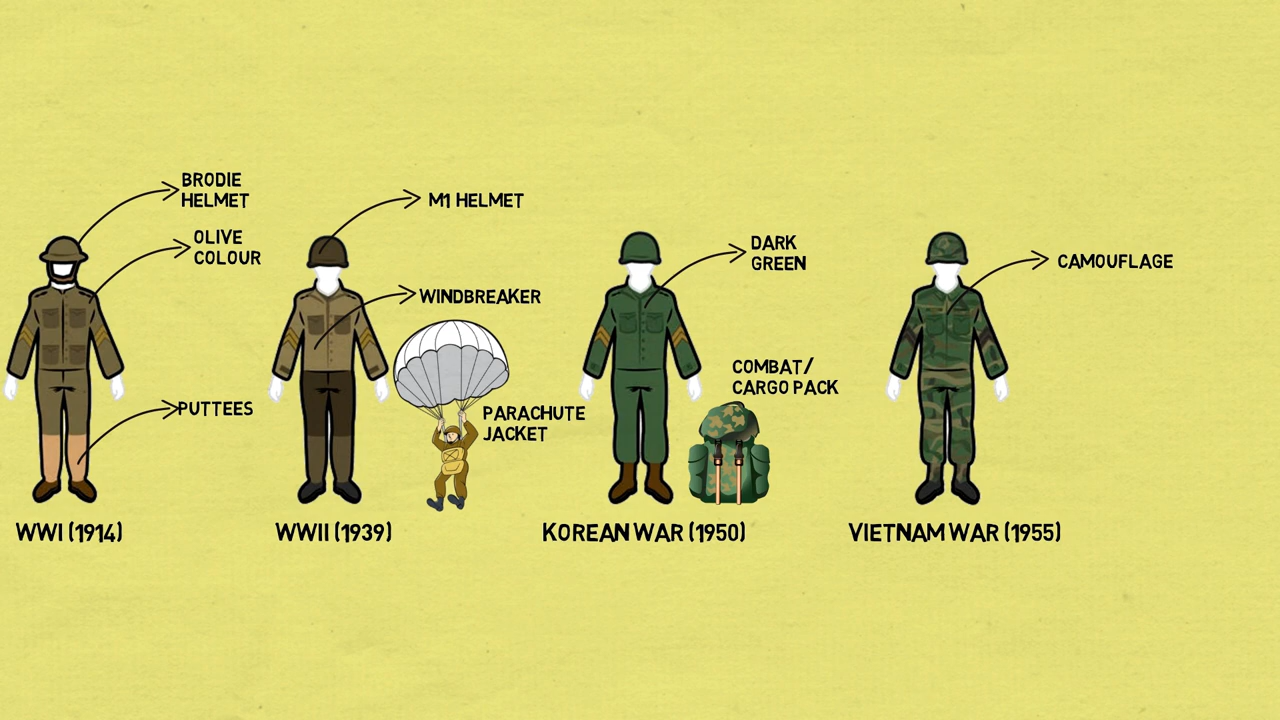 BRODIE
HELMET
OLIVE
COLOUR
PUTTEES
WWI (1914)
M1 HELMET
WINDBREAKER
PARACHUTE
JACKET
WWII (1939)
DARK
GREEN
COMBAT/
CARGO PACK
KOREAN WAR (1950)
CAMOUFLAGE
VIETNAM WAR (1955)